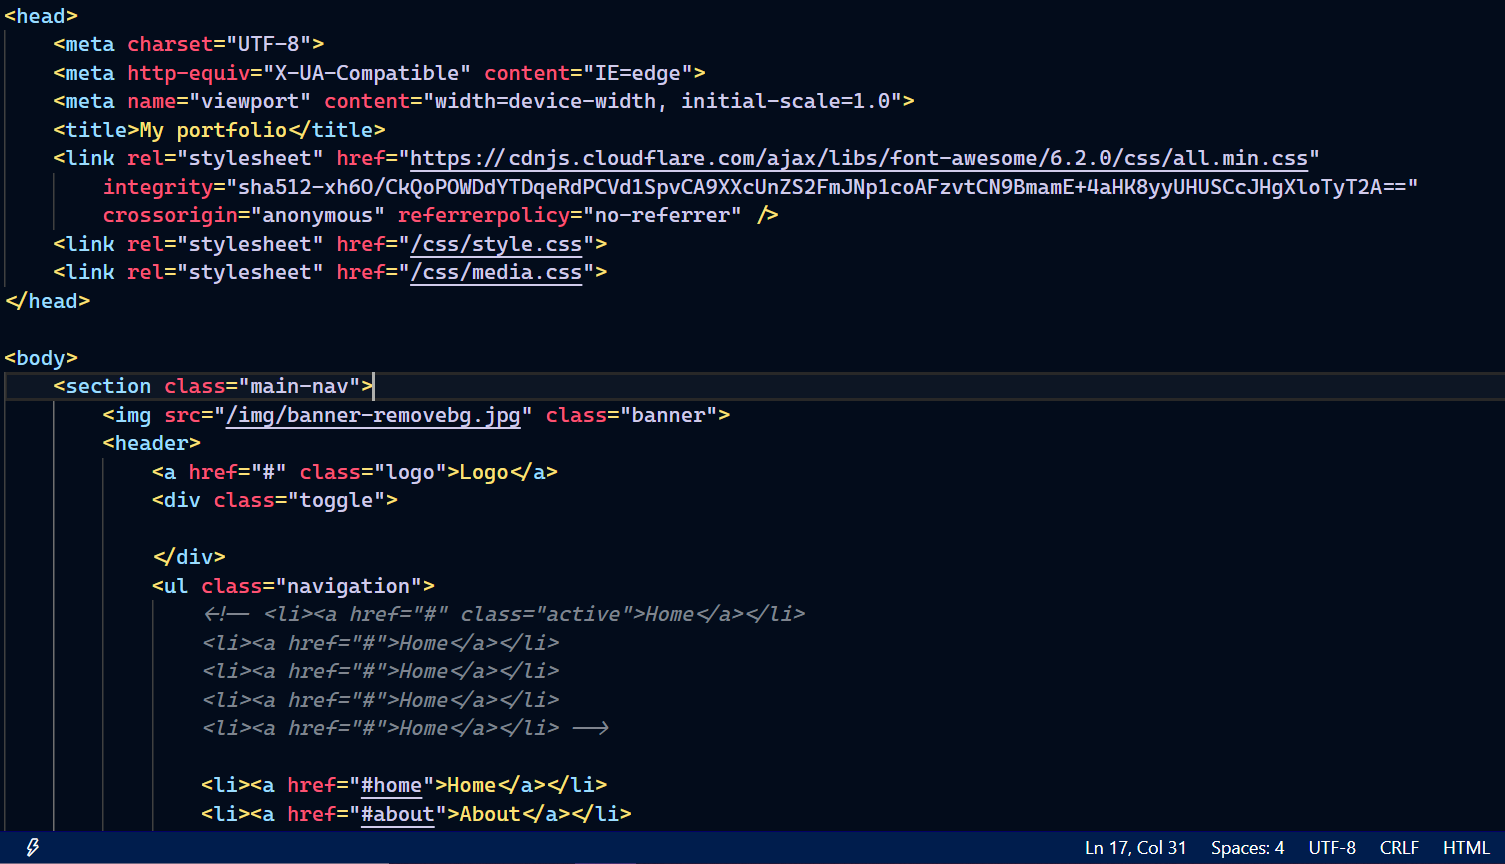 <head>
    <meta charset="UTF-8">
    <meta http-equiv="X-UA-Compatible" content="IE=edge">
    <meta name="viewport" content="width=device-width, initial-scale=1.0">
    <title>My portfolio</title>
    <link rel="stylesheet" href="https://cdnjs.cloudflare.com/ajax/libs/font-awesome/6.2.0/css/all.min.css"
        integrity="sha512-xh6O/CkQoPOWDdYTDqeRdPCVd1SpvCA9XXcUnZS2FmJNp1coAFzvtCN9BmamE+4aHK8yyUHUSCcJHgXloTyT2A=="
        crossorigin="anonymous" referrerpolicy="no-referrer" />
    <link rel="stylesheet" href="/css/style.css">
    <link rel="stylesheet" href="/css/media.css">
</head>
<body>
    <section class="main-nav">
        <img src="/img/banner-removebg.jpg" class="banner">
        <header>
            <a href="#" class="logo">Logo</a>
            <div class="toggle">
            </div>
            <ul class="navigation">
                <!-- <li><a href="#" class="active">Home</a></li>
                <li><a href="#">Home</a></li>
                <li><a href="#">Home</a></li>
                <li><a href="#">Home</a></li>
                <li><a href="#">Home</a></li> -->
                <li><a href="#home">Home</a></li>
                <li><a href="#about">About</a></li>
Ln 17, Col 31 Spaces: 4 UTF-8 CRLF HTML